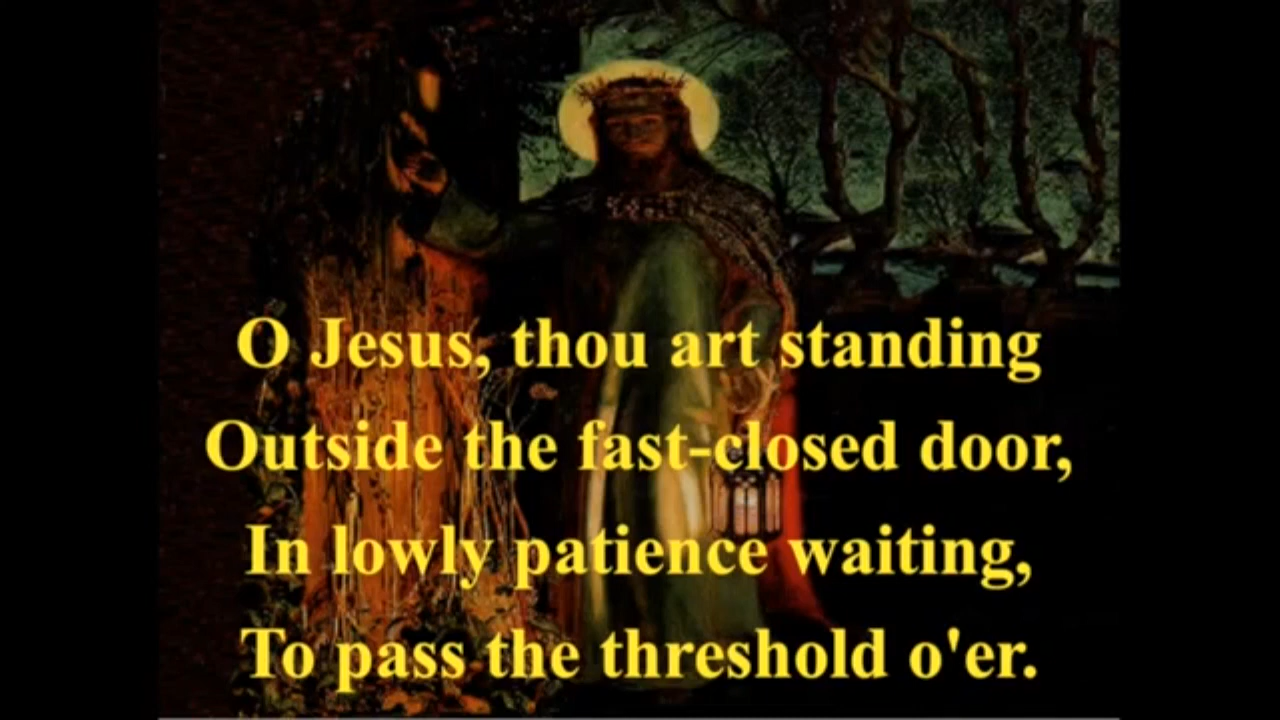 O Jesus, thou art standing
Outside the fast-closed door,
In lowly patience waiting,
To pass the threshold o'er.